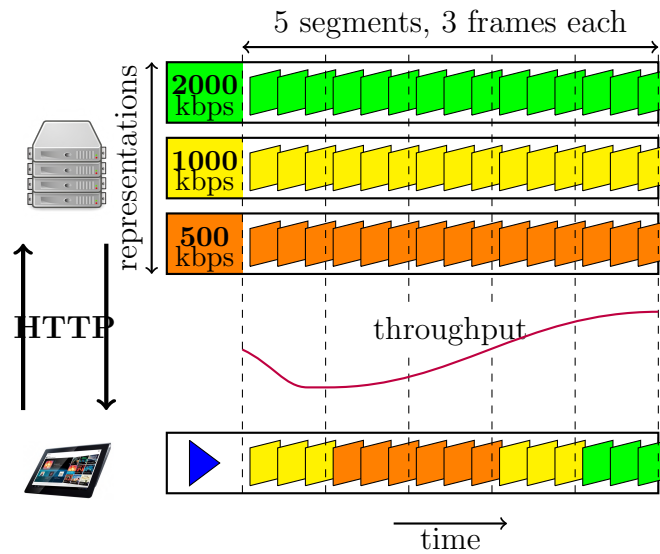 5 segments, 3 frames each
representations
2000
kbps
1000
kbps
500
kbps
HTTP
throughput
time